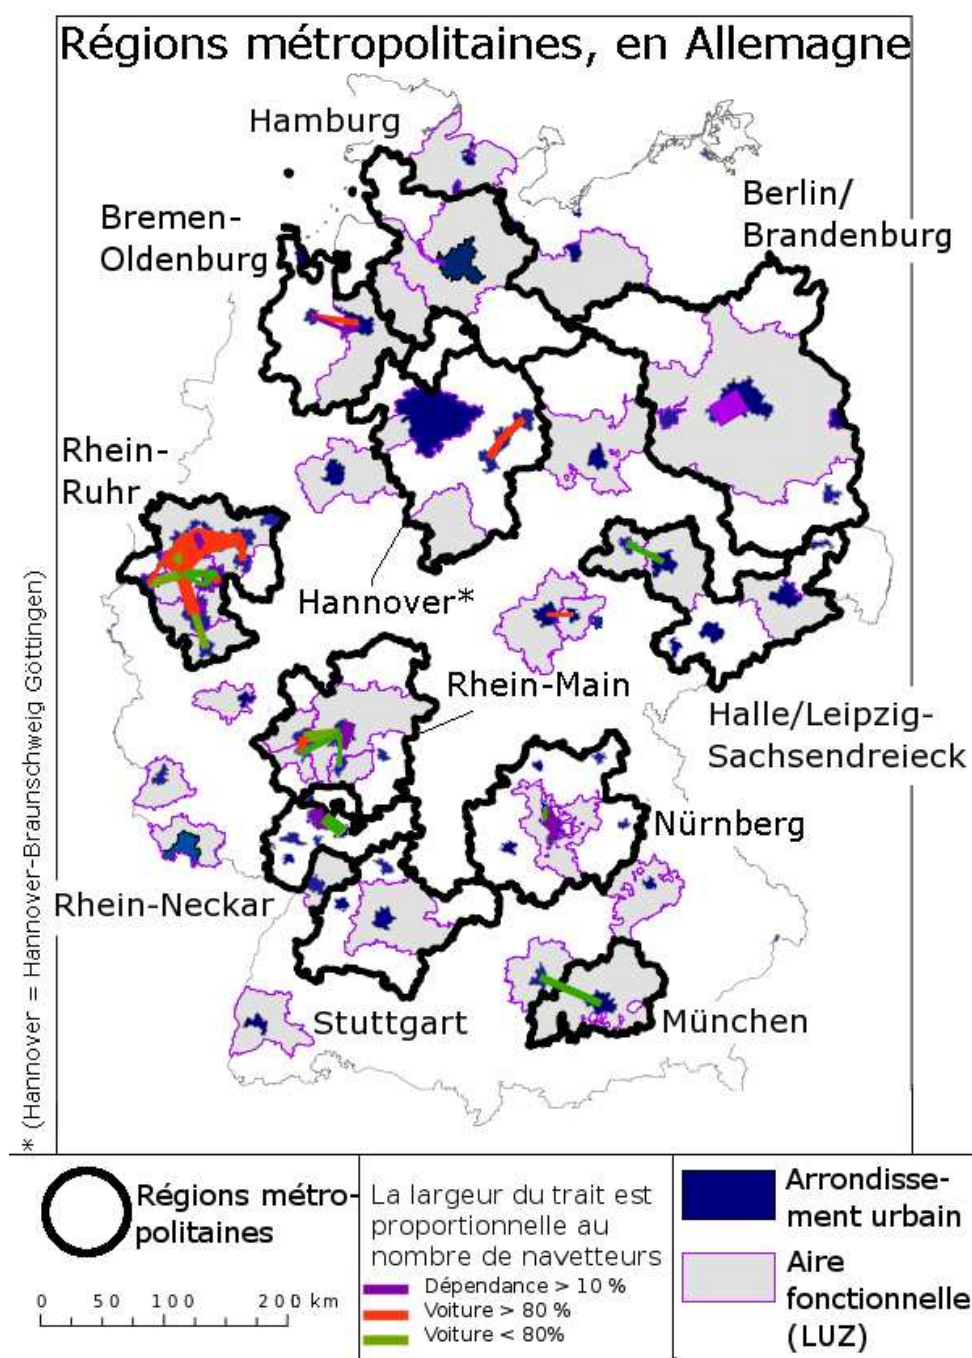 Régions métropolitaines, en Allemagne
Hamburg
Bremen-
Oldenburg
Berlin/
Brandenburg
Rhein-
Ruhr
Hannover*
Rhein-Main
Halle/Leipzig-
Sachsendreieck
Nürnberg
Rhein-Neckar
Stuttgart
München
* (Hannover = Hannover-Braunschweig Göttingen)
Régions métro-
politaines
0 50 100 200 km
La largeur du trait est
proportionnelle au
nombre de navetteurs
Dépendance > 10 %
Voiture > 80 %
Voiture < 80%
Arrondisse-
ment urbain
Aire
fonctionnelle
(LUZ)